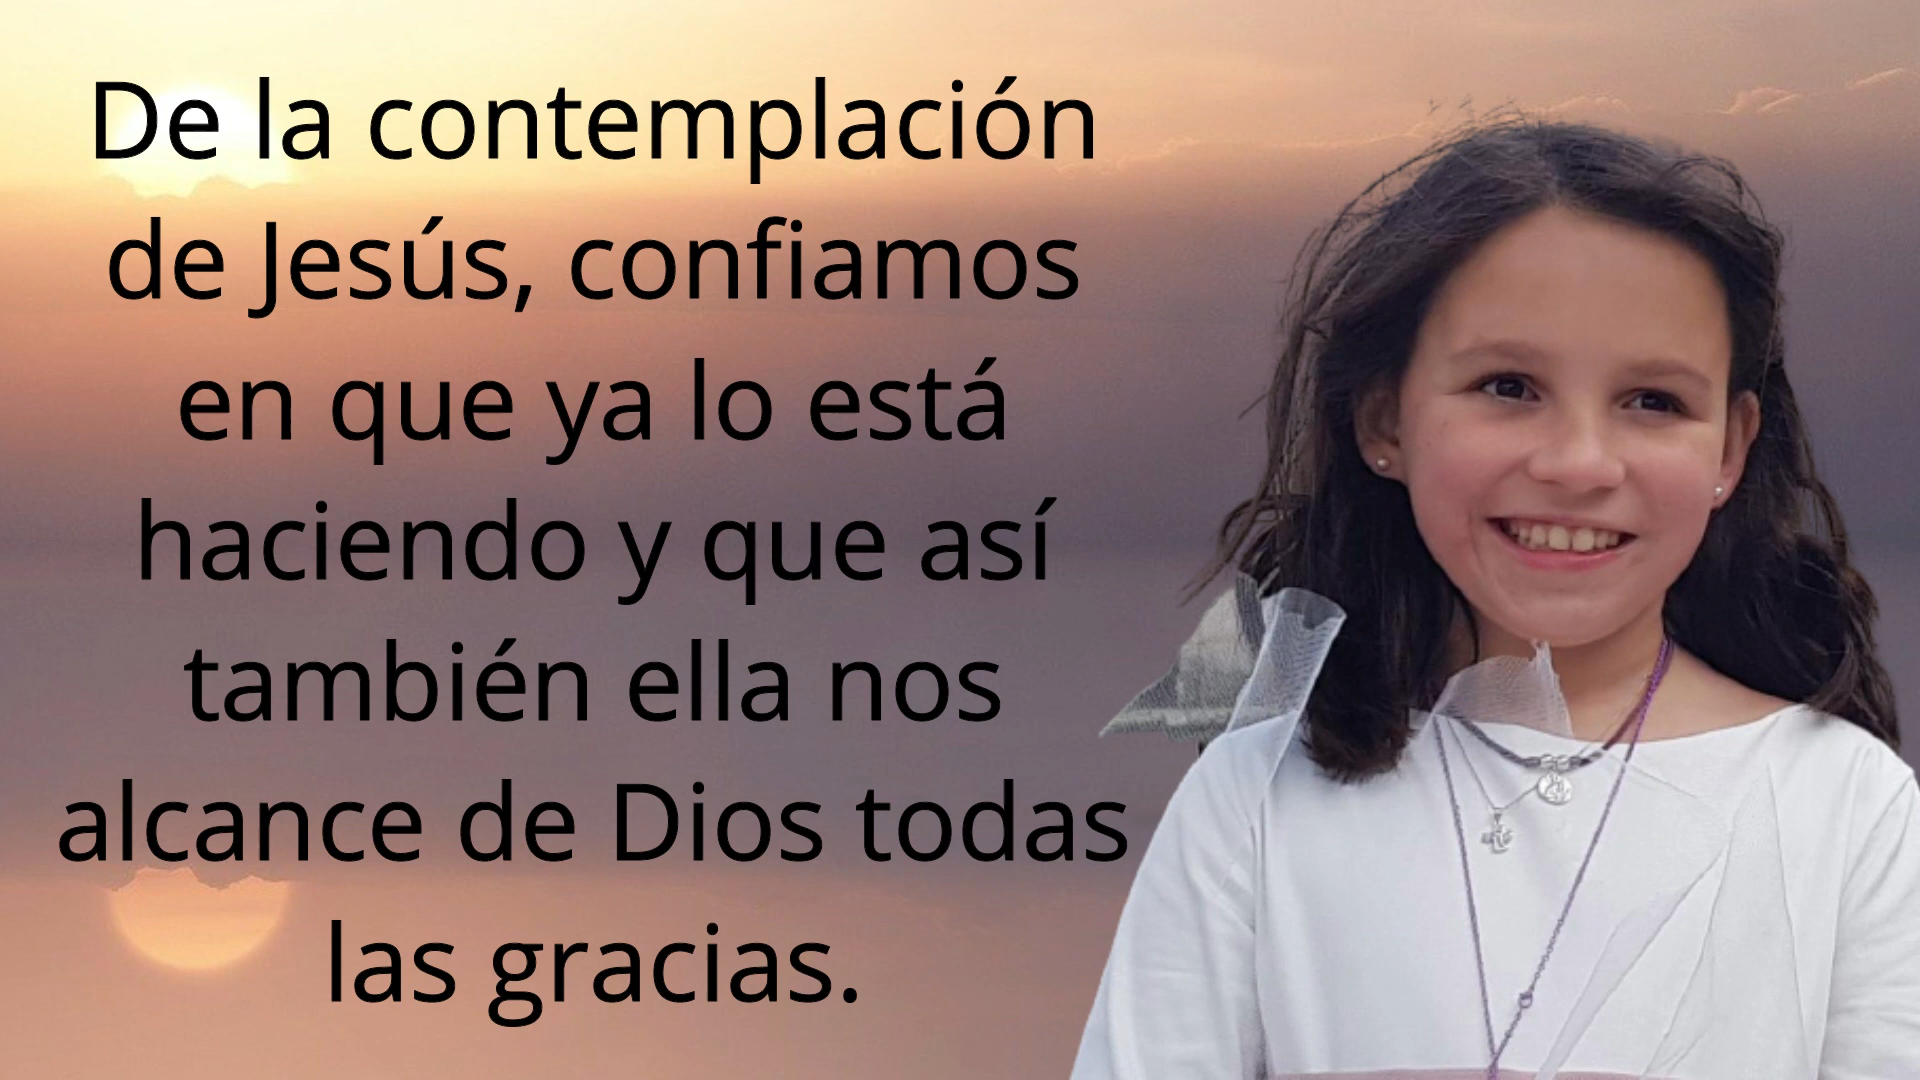 De la contemplación
de Jesús, confiamos
en que ya lo está
haciendo y que así
también ella nos
alcance de Dios todas
las gracias.